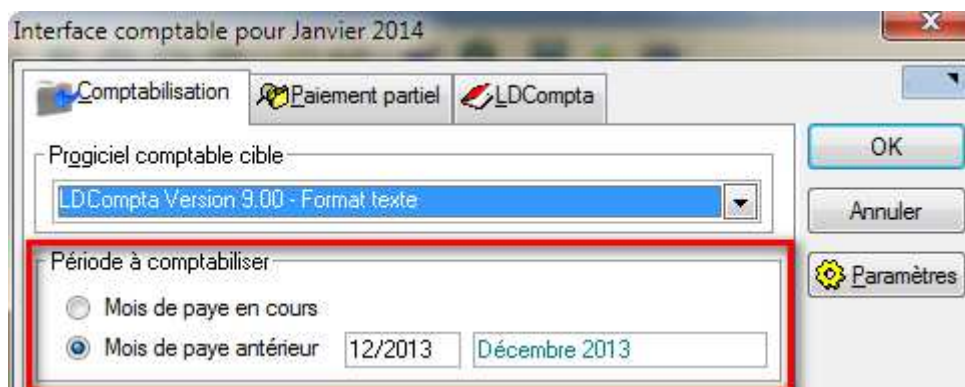 Interface comptable pour Janvier 2014
Comptabilisation Paiement partiel LDCompta
Progiciel comptable cible
LDCompta Version 9.00 - Format texte
OK
Annuler
Paramètres
Période à comptabiliser
Mois de paye en cours
Mois de paye antérieur 12/2013 Décembre 2013